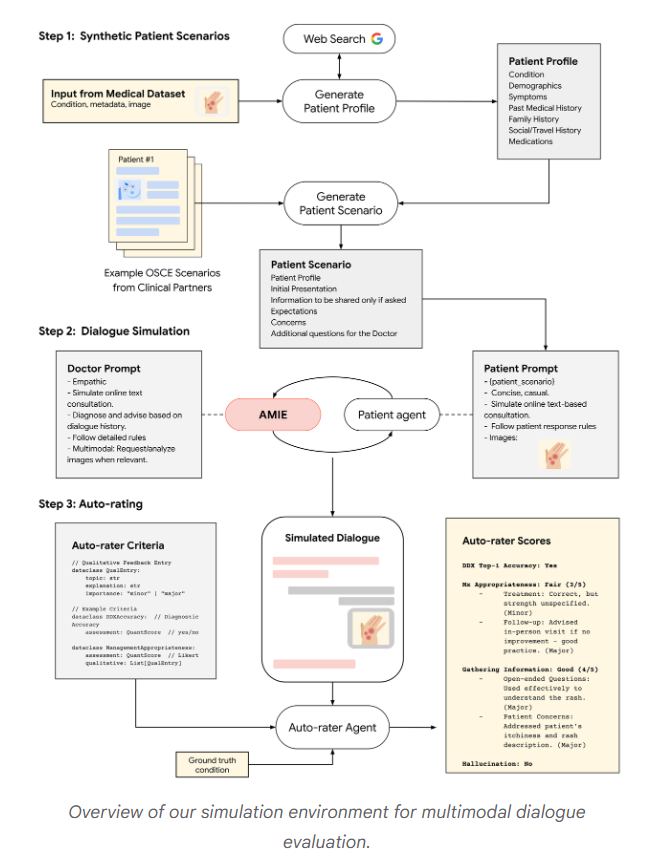 Step 1: Synthetic Patient Scenarios
Web Search
Input from Medical Dataset
Condition, metadata, image
Generate
Patient Profile
Patient Profile
Condition
Demographics
Symptoms
Past Medical History
Family History
Social/Travel History
Medications
Patient #1
Example OSCE Scenarios
from Clinical Partners
Generate
Patient Scenario
Patient Scenario
Patient Profile
Initial Presentation
Information to be shared only if asked
Expectations
Concerns
Additional questions for the Doctor
Step 2: Dialogue Simulation
Doctor Prompt
- Empathic
- Simulate online text
consultation.
- Diagnose and advise based on
dialogue history.
- Follow detailed rules
- Multimodal: Request/analyze
images when relevant.
AMIE
Patient agent
Patient Prompt
- {patient_scenario}
- Concise, casual.
- Simulate online text-based
consultation.
- Follow patient response rules
- Images:
Step 3: Auto-rating
Auto-rater Criteria
// Qualitative Feedback Entry
dataclass QualEntry:
topic: str
explanation: str
importance: "minor" | "major"
// Example Criteria
dataclass DDXAccuracy: // Diagnostic
Accuracy
assessment: QuantScore // yes/no
dataclass ManagementAppropriateness:
assessment: QuantScore // Likert
qualitative: List[QualEntry]
Simulated Dialogue
Auto-rater Agent
Ground truth
condition
Auto-rater Scores
DDX Top-1 Accuracy: Yes
Mx Appropriateness: Fair (3/5)
- Treatment: Correct, but
strength unspecified.
(Minor)
- Follow-up: Advised
in-person visit if no
improvement - good
practice. (Major)
Gathering Information: Good (4/5)
- Open-ended Questions:
Used effectively to
understand the rash.
(Major)
- Patient Concerns:
Addressed patient's
itchiness and rash
description. (Major)
Hallucination: No
Overview of our simulation environment for multimodal dialogue
evaluation.